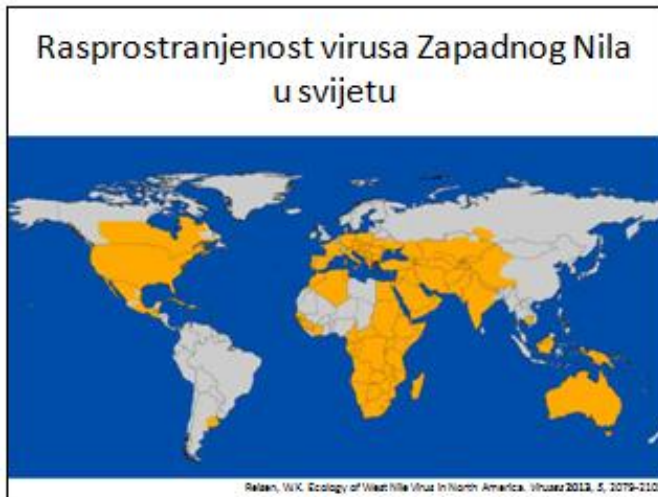 Rasprostranjenost virusa Zapadnog Nila
u svijetu
Reisen, W.K. Ecology of West Nile Virus in North America. Viruses 2013, 5, 2079-210